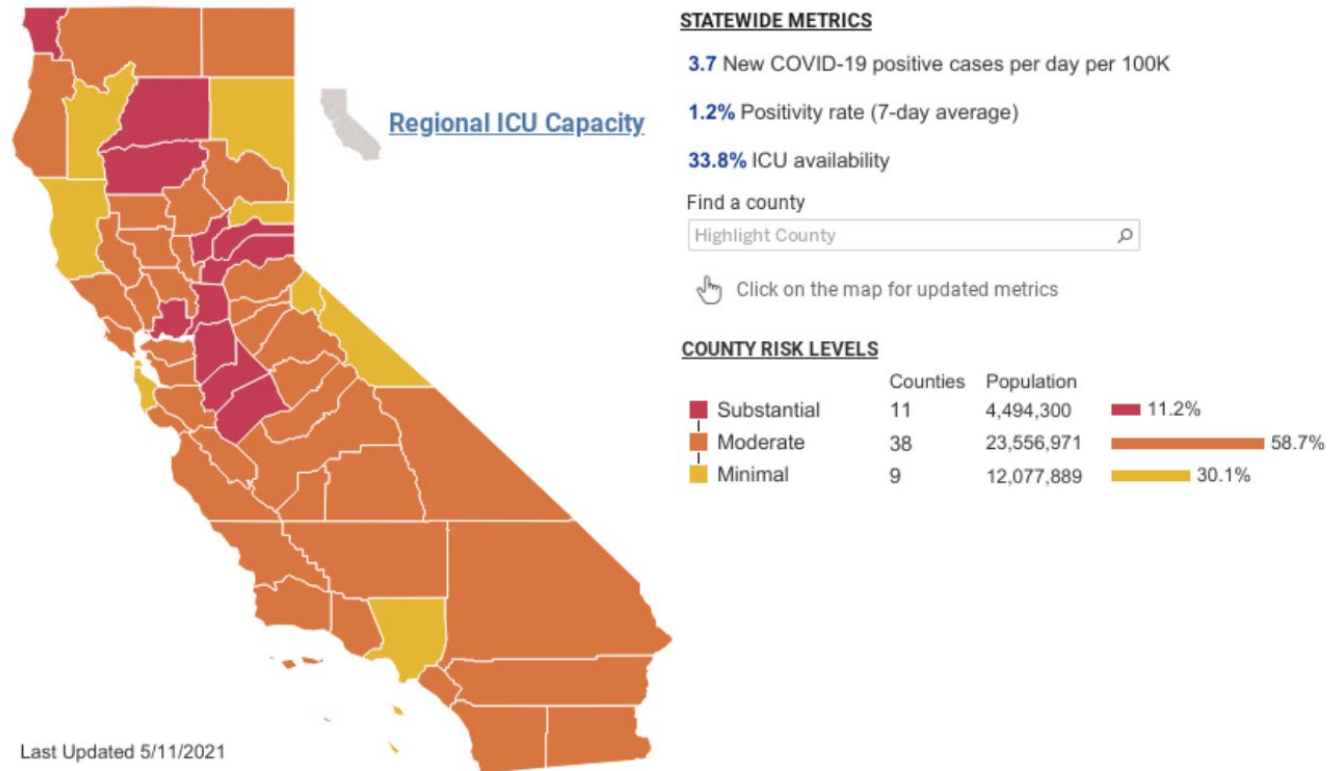 STATEWIDE METRICS
3.7 New COVID-19 positive cases per day per 100K
1.2% Positivity rate (7-day average)
33.8% ICU availability
Regional ICU Capacity
Find a county
Highlight County
Click on the map for updated metrics
COUNTY RISK LEVELS
Counties Population
Substantial 11 4,494,300 11.2%
Moderate 38 23,556,971 58.7%
Minimal 9 12,077,889 30.1%
Last Updated 5/11/2021